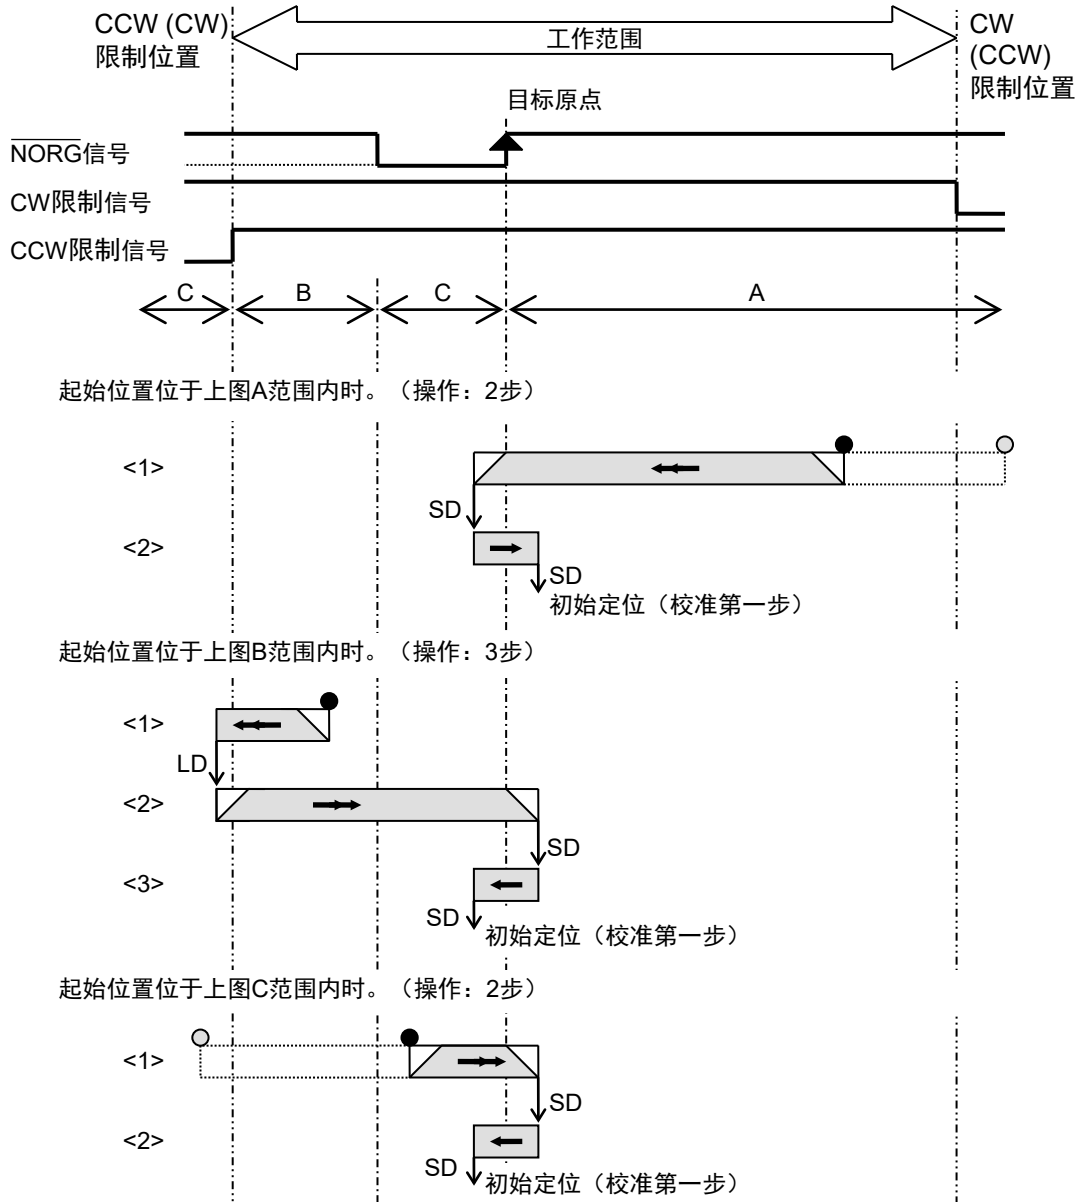 CCW (CW)
限制位置
工作范围
CW
(CCW)
限制位置
目标原点
NORG信号
CW限制信号
CCW限制信号
C
B
C
A
起始位置位于上图A范围内时。（操作：2步）
<1>
SD
<2>
SD
初始定位（校准第一步）
起始位置位于上图B范围内时。（操作：3步）
<1>
LD
<2>
SD
<3>
SD
初始定位（校准第一步）
起始位置位于上图C范围内时。（操作：2步）
<1>
SD
<2>
SD
初始定位（校准第一步）